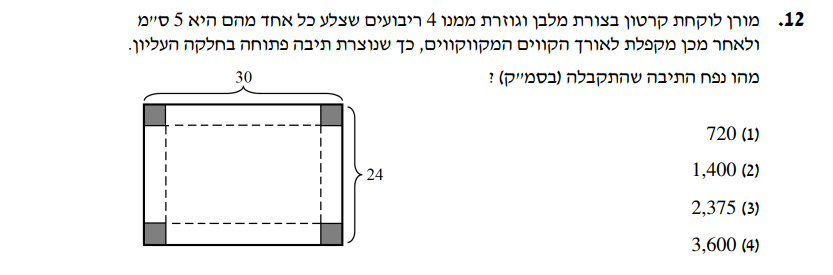 12. מורן לוקחת קרטון בצורת מלבן וגוזרת ממנו 4 ריבועים שצלע כל אחד מהם היא 5 ס״מ
ולאחר מכן מקפלת לאורך הקווים המקווקווים, כך שנוצרת תיבה פתוחה בחלקה העליון.
מהו נפח התיבה שהתקבלה (בסמ״ק) ?
30
24
(1) 720
(2) 1,400
(3) 2,375
(4) 3,600